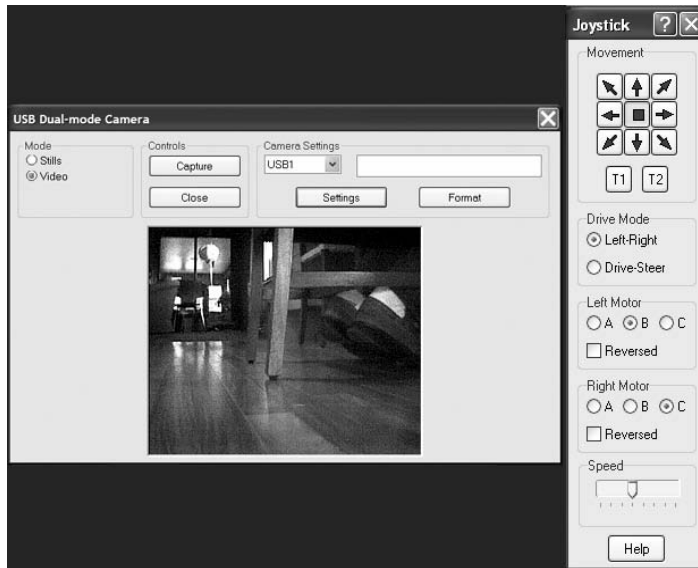 USB Dual-mode Camera
Mode
Stills
Video
Controls
Capture
Close
Camera Settings
USB1
Settings
Format
Joystick ?
Movement
T1 T2
Drive Mode
Left-Right
Drive-Steer
Left Motor
A B C
Reversed
Right Motor
A B C
Reversed
Speed
Help